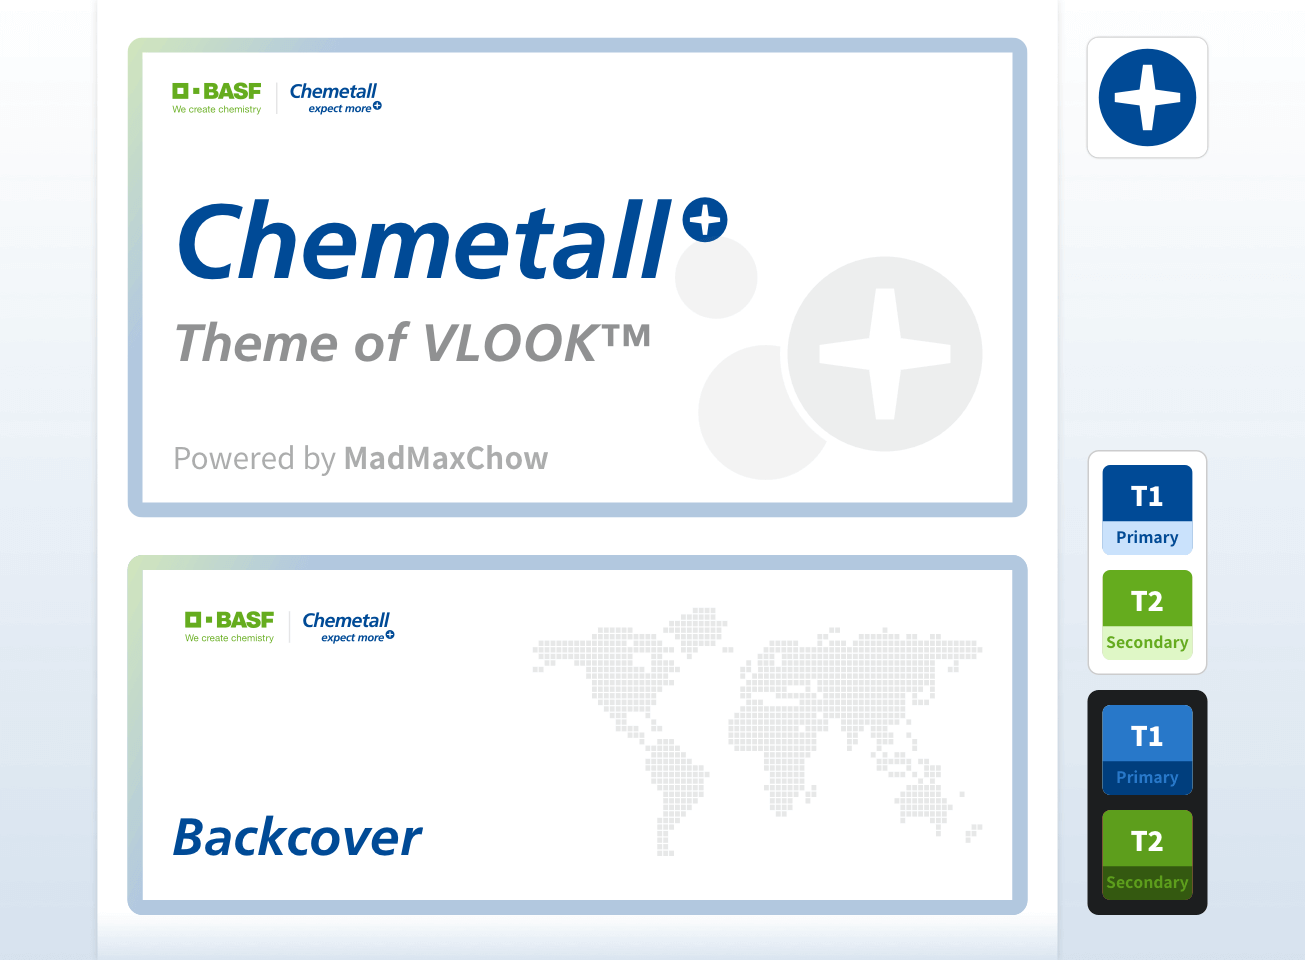 BASF
We create chemistry
Chemetall
expect more
Chemetall
Theme of VLOOK™
Powered by MadMaxChow
BASF
We create chemistry
Chemetall
expect more
Backcover
T1
Primary
T2
Secondary
T1
Primary
T2
Secondary